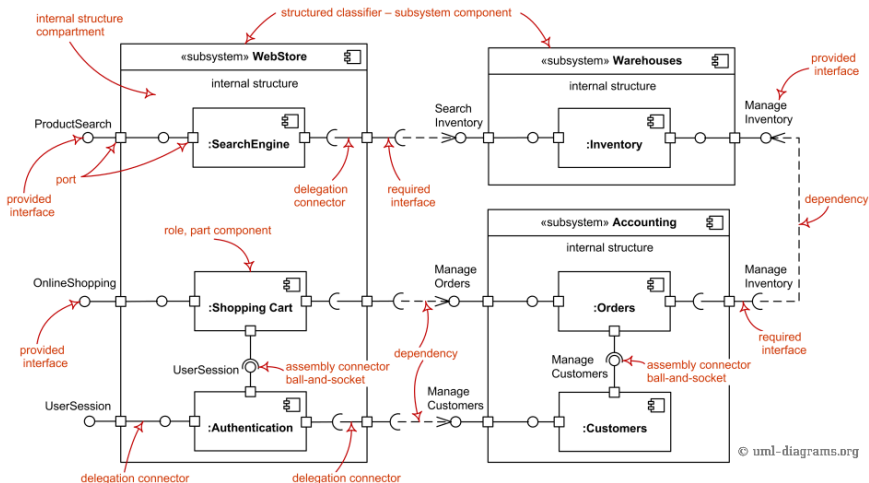 structured classifier – subsystem component
internal structure
compartment
«subsystem» WebStore
internal structure
ProductSearch
:SearchEngine
port
provided
interface
delegation
connector
required
interface
Search
Inventory
«subsystem» Warehouses
internal structure
:Inventory
Manage
Inventory
provided
interface
dependency
role, part component
OnlineShopping
:Shopping Cart
provided
interface
Manage
Orders
«subsystem» Accounting
internal structure
:Orders
Manage
Inventory
required
interface
dependency
UserSession
assembly connector
ball-and-socket
Manage
Customers
assembly connector
ball-and-socket
UserSession
:Authentication
Manage
Customers
:Customers
delegation connector
delegation connector
© uml-diagrams.org